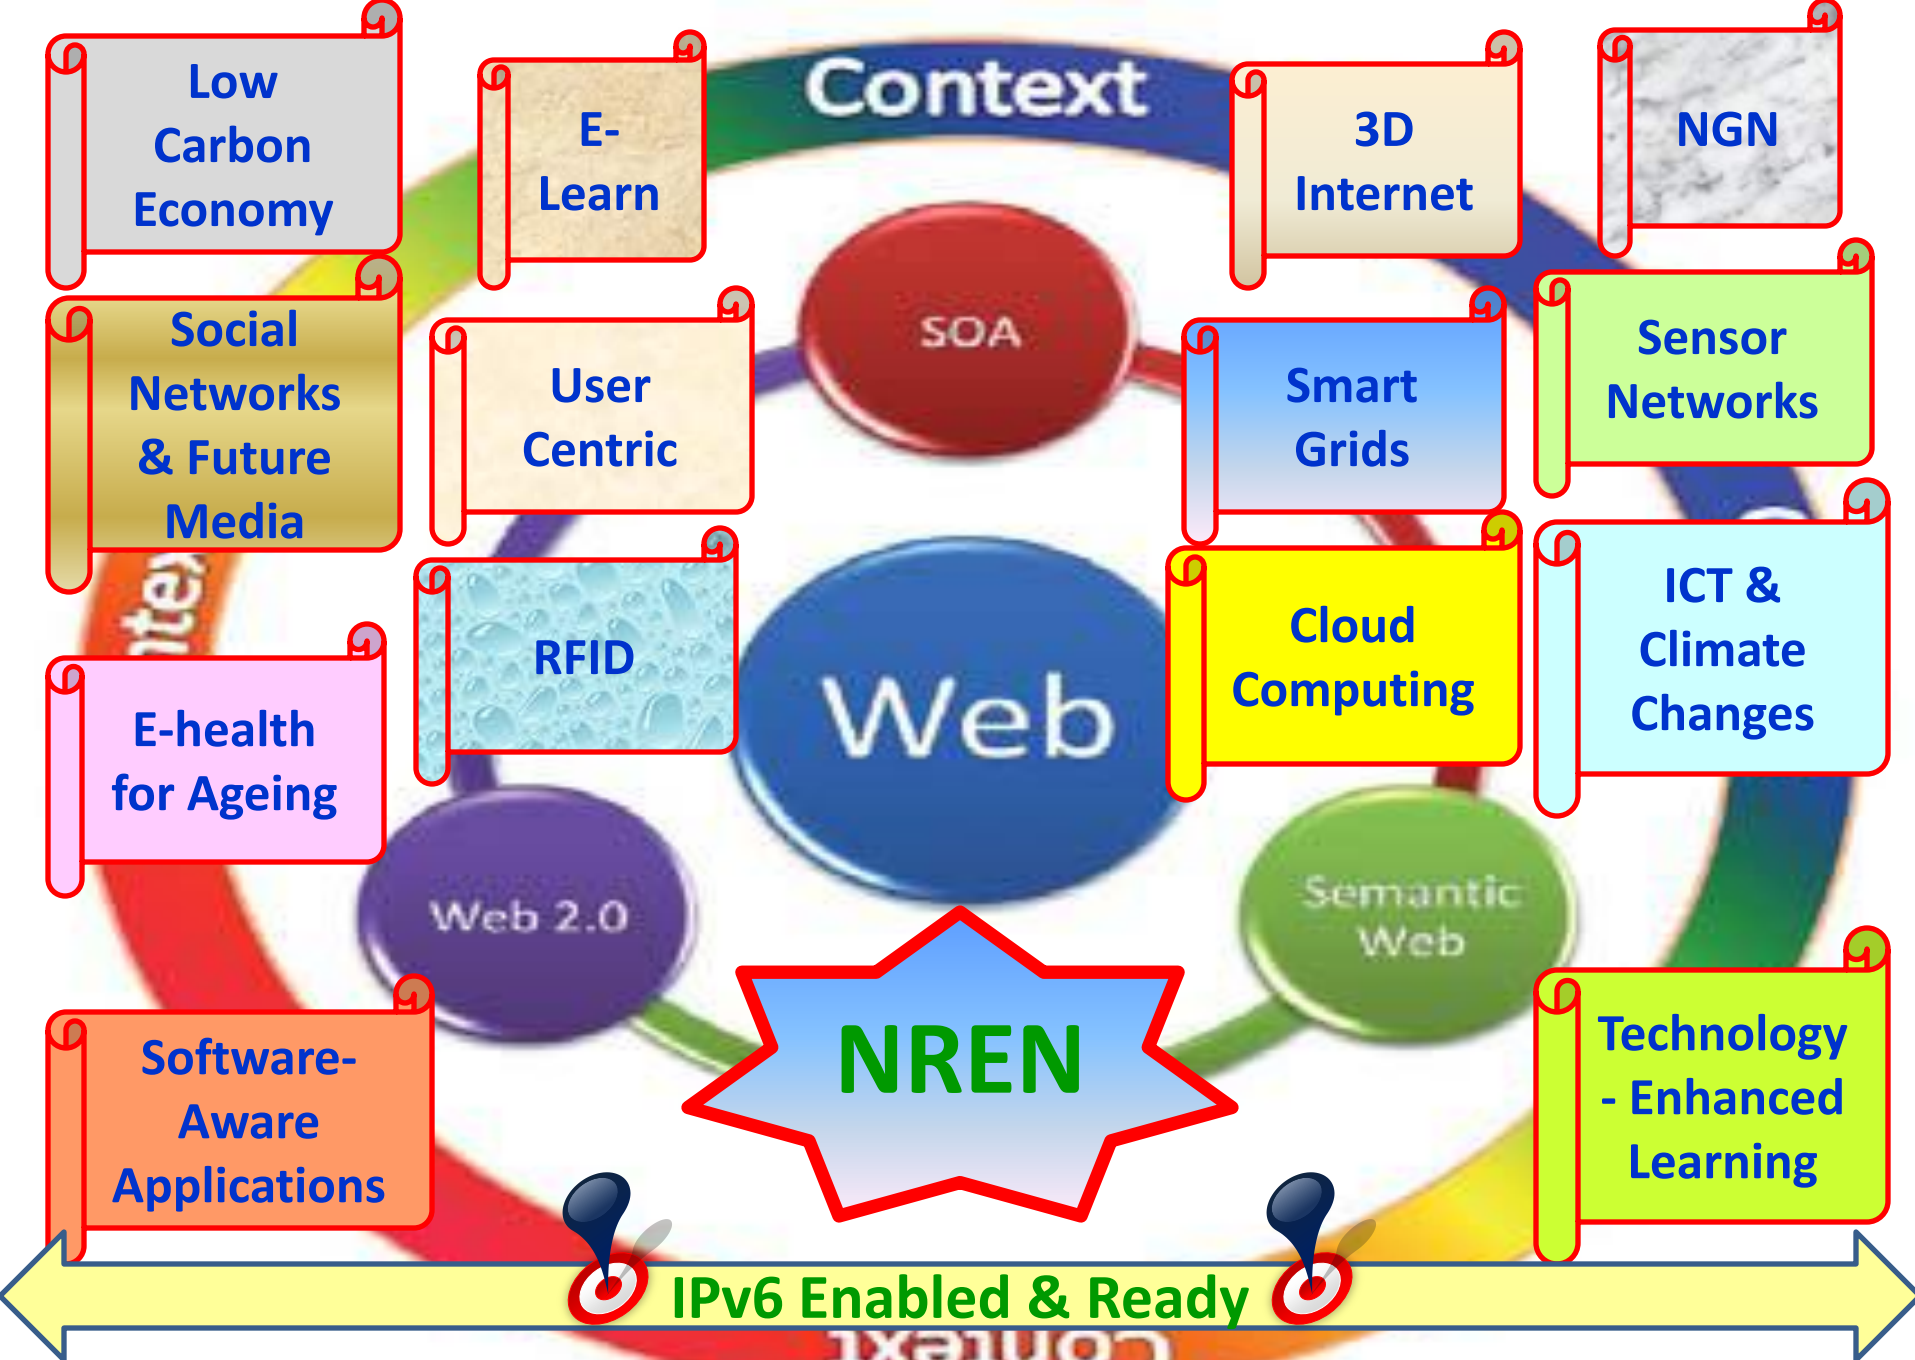 Low
Carbon
Economy
E-
Learn
Context
3D
Internet
NGN
Social
Networks
& Future
Media
User
Centric
SOA
Smart
Grids
Sensor
Networks
RFID
Web
Cloud
Computing
ICT &
Climate
Changes
E-health
for Ageing
Web 2.0
Semantic
Web
Software-
Aware
Applications
NREN
Technology
- Enhanced
Learning
IPv6 Enabled & Ready
Context